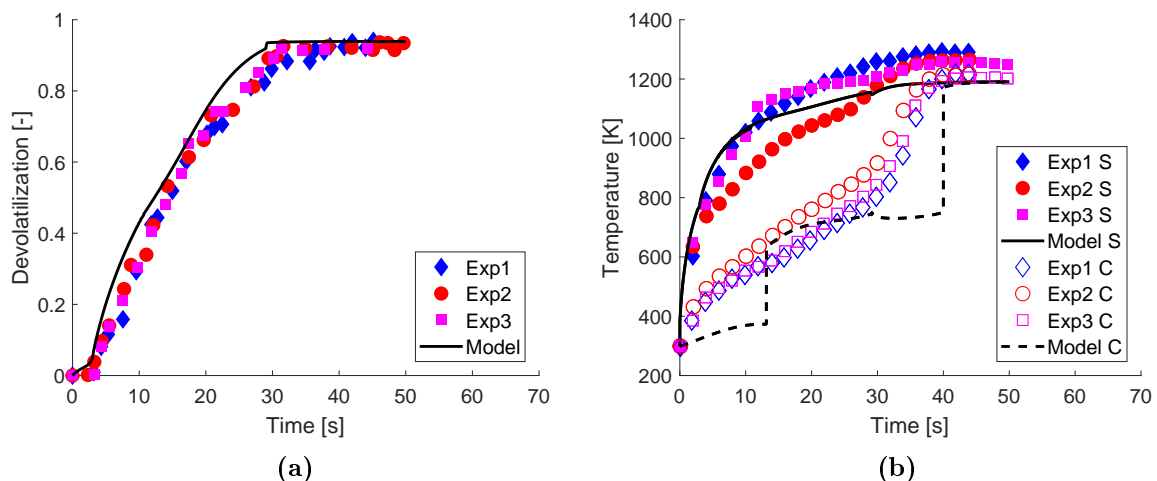 1
0.8
0.6
0.4
0.2
0
Devolatilization [-]
0 10 20 30 40 50 60 70
Time [s]
Exp1
Exp2
Exp3
Model
(a)
1400
1200
1000
800
600
400
200
Temperature [K]
0 10 20 30 40 50 60 70
Time [s]
Exp1 S
Exp2 S
Exp3 S
Model S
Exp1 C
Exp2 C
Exp3 C
Model C
(b)